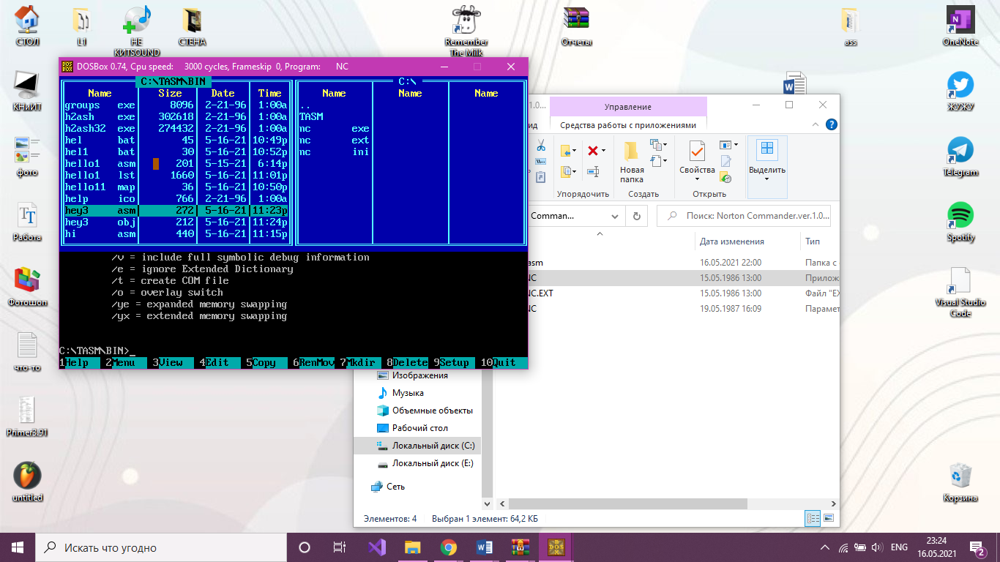 СТОЛ
L1
НЕ КИТSOUND
СТЕНА
Remember The Milk
Отчеты
ass
OneNote
КНиИТ
фото
Работа
Фотошоп
что-то
Primer3.91
untitled
ЖУЖУ
Telegram
Spotify
Visual Studio Code
Корзина
DOSBox 0.74, Cpu speed: 3000 cycles, Frameskip 0, Program: NC
C:\TASM\BIN
C:\
Name Size Date Time Name Name Name
groups exe 8096 2-21-96 1:00a ..
h2ash exe 302618 2-21-96 1:00a TASM
h2ash32 exe 274432 2-21-96 1:00a nc exe
hel bat 45 5-16-21 10:49p nc ext
hel1 bat 30 5-16-21 10:52p nc ini
hello1 asm 201 5-15-21 6:14p
hello1 lst 1660 5-16-21 11:01p
hello11 map 36 5-16-21 10:50p
help ico 766 2-21-96 1:00a
hey3 asm 272 5-16-21 11:23p
hey3 obj 212 5-16-21 11:24p
hi asm 440 5-16-21 11:15p
/v = include full symbolic debug information
/e = ignore Extended Dictionary
/t = create COM file
/o = overlay switch
/ye = expanded memory swapping
/yx = extended memory swapping
C:\TASM\BIN>_
1Help 2Menu 3View 4Edit 5Copy 6RenMov 7Mkdir 8Delete 9Setup 10Quit
1.0...
Управление
ид
Средства работы с приложениями
Новая папка
Свойства
Выделить
Упорядочить
Создать
Открыть
Comman...
Поиск: Norton Commander.ver.1.0...
Дата изменения
Тип
asm 16.05.2021 22:00 Папка с
NC 15.05.1986 13:00 Прилож
NC.EXT 15.05.1986 13:00 Файл "EX
NC 19.05.1987 16:09 Парамет
Изображения
Музыка
Объемные объекты
Рабочий стол
Локальный диск (C:)
Локальный диск (E:)
Сеть
Элементов: 4 Выбран 1 элемент: 64,2 КБ
Искать что угодно
ENG
23:24
16.05.2021
2